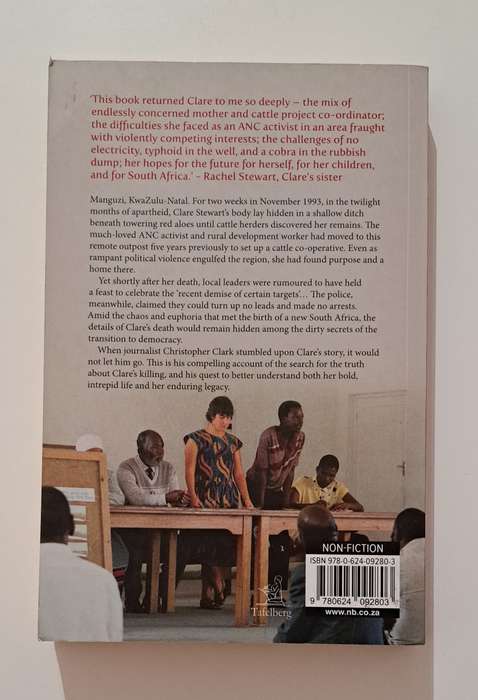 'This book returned Clare to me so deeply – the mix of
endlessly concerned mother and cattle project co-ordinator;
the difficulties she faced as an ANC activist in an area fraught
with violently competing interests; the challenges of no
electricity, typhoid in the well, and a cobra in the rubbish
dump; her hopes for the future for herself, for her children,
and for South Africa.' – Rachel Stewart, Clare's sister
Manguzi, KwaZulu-Natal. For two weeks in November 1993, in the twilight
months of apartheid, Clare Stewart's body lay hidden in a shallow ditch
beneath towering red aloes until cattle herders discovered her remains. The
much-loved ANC activist and rural development worker had moved to this
remote outpost five years previously to set up a cattle co-operative. Even as
rampant political violence engulfed the region, she had found purpose and a
home there.
Yet shortly after her death, local leaders were rumoured to have held
a feast to celebrate the 'recent demise of certain targets'… The police,
meanwhile, claimed they could turn up no leads and made no arrests.
Amid the chaos and euphoria that met the birth of a new South Africa, the
details of Clare's death would remain hidden among the dirty secrets of the
transition to democracy.
When journalist Christopher Clark stumbled upon Clare's story, it would
not let him go. This is his compelling account of the search for the truth
about Clare's killing, and his quest to better understand both her bold,
intrepid life and her enduring legacy.
NON-FICTION
ISBN 978-0-624-09280-3
9 780624 092803
www.nb.co.za
Tafelberg